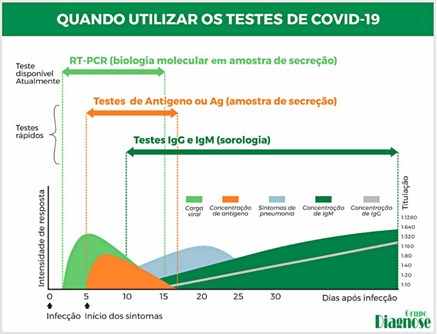 QUANDO UTILIZAR OS TESTES DE COVID-19
RT-PCR (biologia molecular em amostra de secreção)
Teste
disponível
Atualmente
Testes de Antígeno ou Ag (amostra de secreção)
Testes
rápidos
Testes IgG e IgM (sorologia)
Intensidade de resposta
Carga
viral
Concentração
de antígeno
Sintomas de
pneumonia
Concentração
de IgM
Concentração
de IgG
Titulação
1:1280
1:640
1:320
1:160
1:80
1:40
1:20
1:10
0
5
10
15
20
25
30
Dias após infecção
Infecção
Início dos sintomas
Grupo
Diagnose